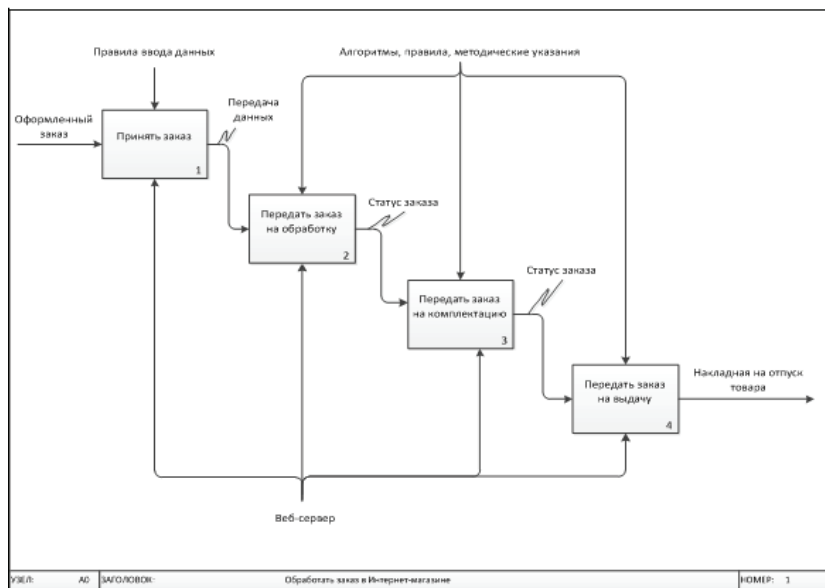 Правила ввода данных
Алгоритмы, правила, методические указания
Оформленный
заказ
Передача
данных
Принять заказ
1
Статус заказа
Передать заказ
на обработку
2
Статус заказа
Передать заказ
на комплектацию
3
Накладная на отпуск
товара
Передать заказ
на выдачу
4
Веб-сервер
УЗЕЛ: A0 ЗАГОЛОВОК: Обработать заказ в Интернет-магазине НОМЕР: 1